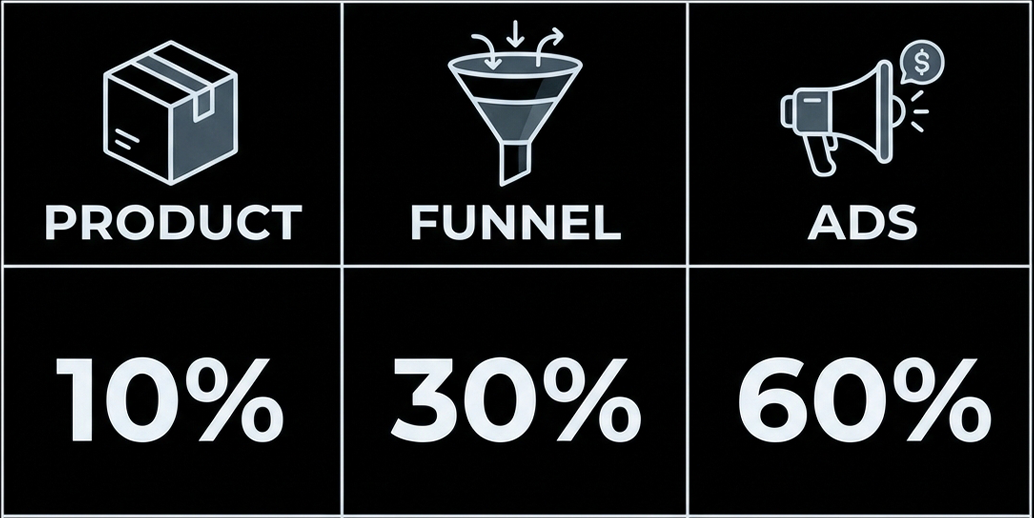 $
PRODUCT
FUNNEL
ADS
10%
30%
60%